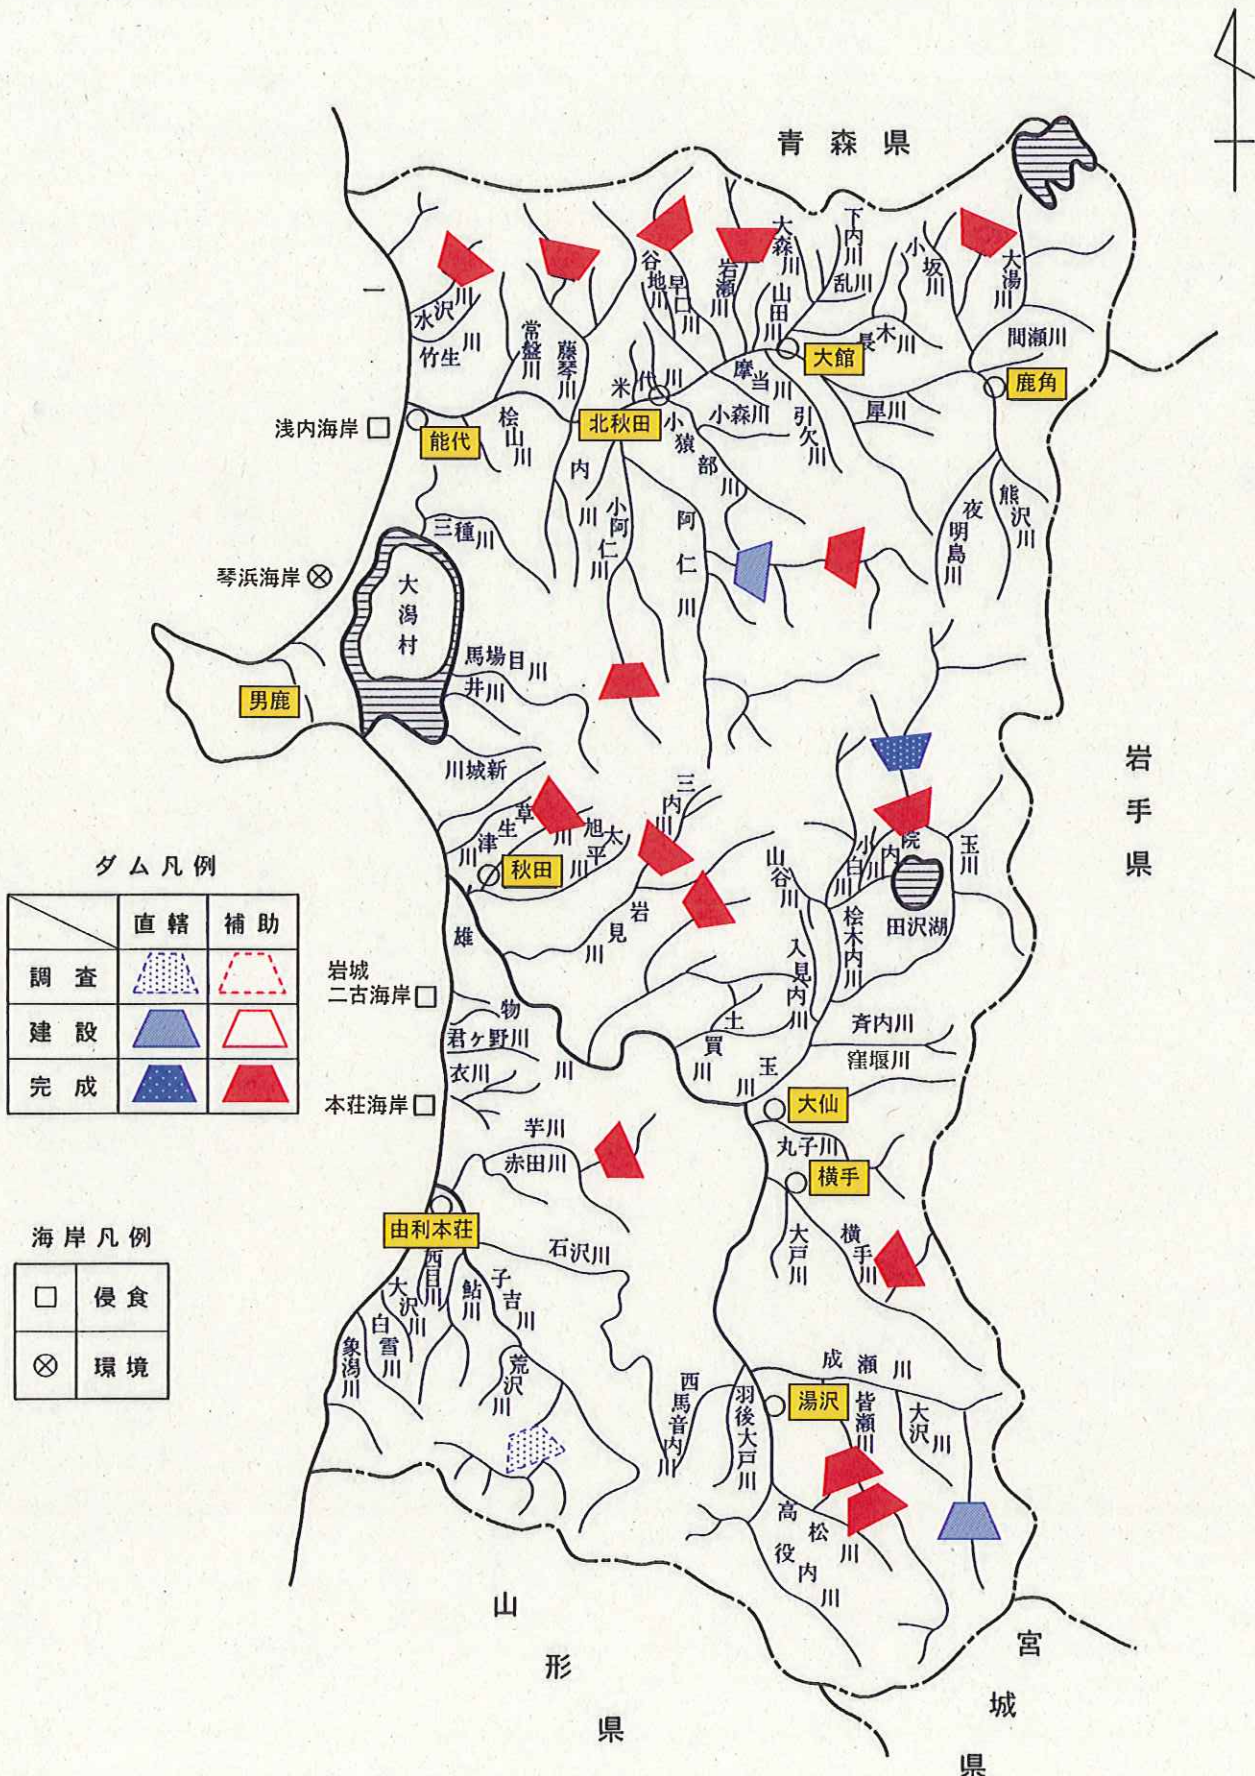 青森県
岩手県
宮城県
山形県
ダム凡例
直轄
補助
調査
建設
完成
海岸凡例
侵食
環境
大館
鹿角
北秋田
能代
男鹿
秋田
大仙
横手
由利本荘
湯沢
浅内海岸
琴浜海岸
岩城
二古海岸
本荘海岸
大潟村
田沢湖
水沢川
竹生川
常盤川
藤琴川
谷地川
早口川
岩瀬川
大森川
山田川
下内川
乱川
長木川
小坂川
大湯川
間瀬川
米代川
摩当川
小森川
引欠川
犀川
小猿部川
桧山川
内川
小阿仁川
阿仁川
夜明島川
熊沢川
三種川
馬場目川
井川
川城新
草生津川
旭川
太平川
三内川
岩見川
山谷川
小白川
院内川
玉川
桧木内川
入見内川
斉内川
窪堰川
土買川
玉川
雄物川
君ヶ野川
衣川
芋川
赤田川
丸子川
大戸川
横手川
石沢川
子吉川
鮎川
西目川
大沢川
白雪川
象潟川
荒沢川
成瀬川
皆瀬川
大沢川
西馬音内川
羽後大戸川
高松川
役内川